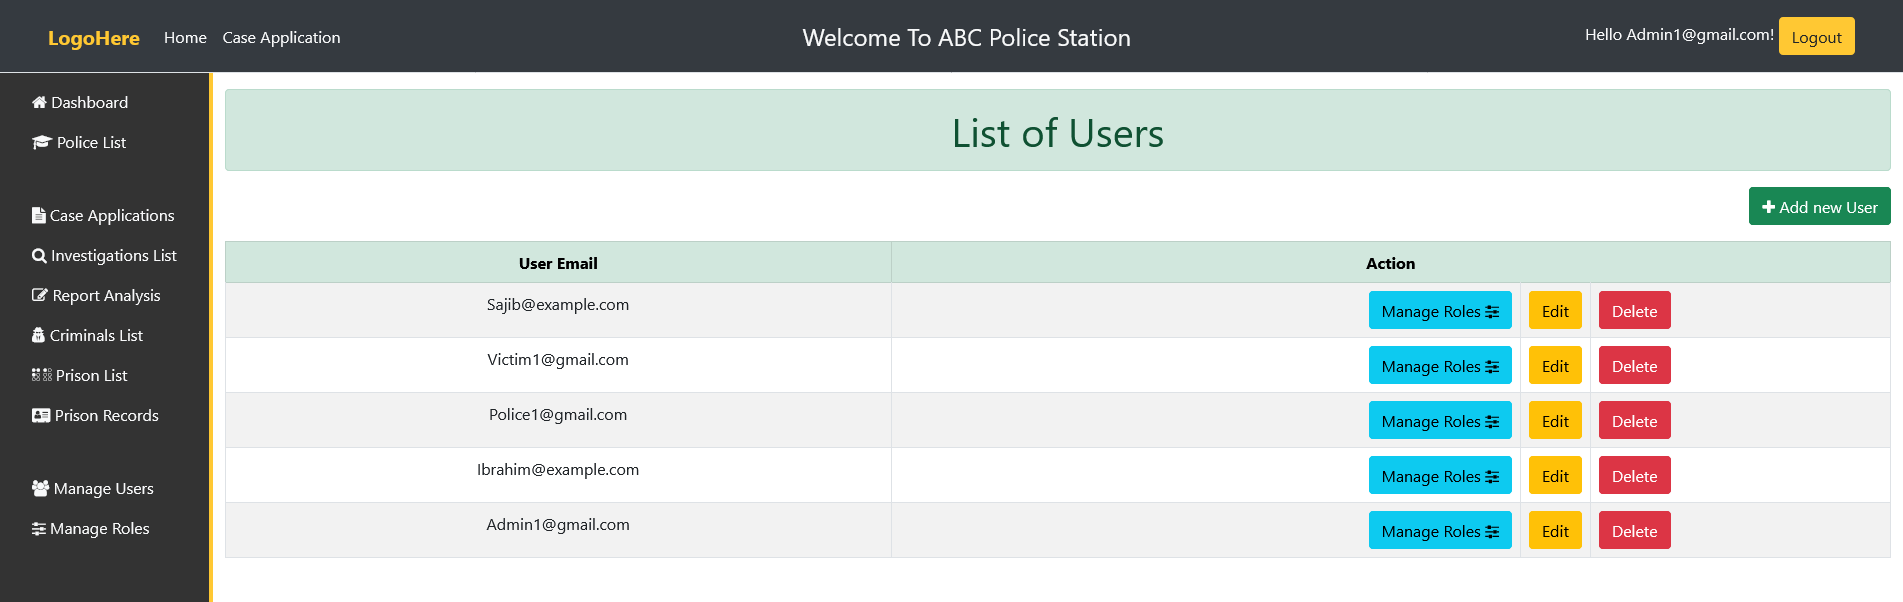 LogoHere Home Case Application Welcome To ABC Police Station Hello Admin1@gmail.com! Logout
Dashboard
Police List
Case Applications
Investigations List
Report Analysis
Criminals List
Prison List
Prison Records
Manage Users
Manage Roles
List of Users
Add new User
User Email Action
Sajib@example.com Manage Roles Edit Delete
Victim1@gmail.com Manage Roles Edit Delete
Police1@gmail.com Manage Roles Edit Delete
Ibrahim@example.com Manage Roles Edit Delete
Admin1@gmail.com Manage Roles Edit Delete